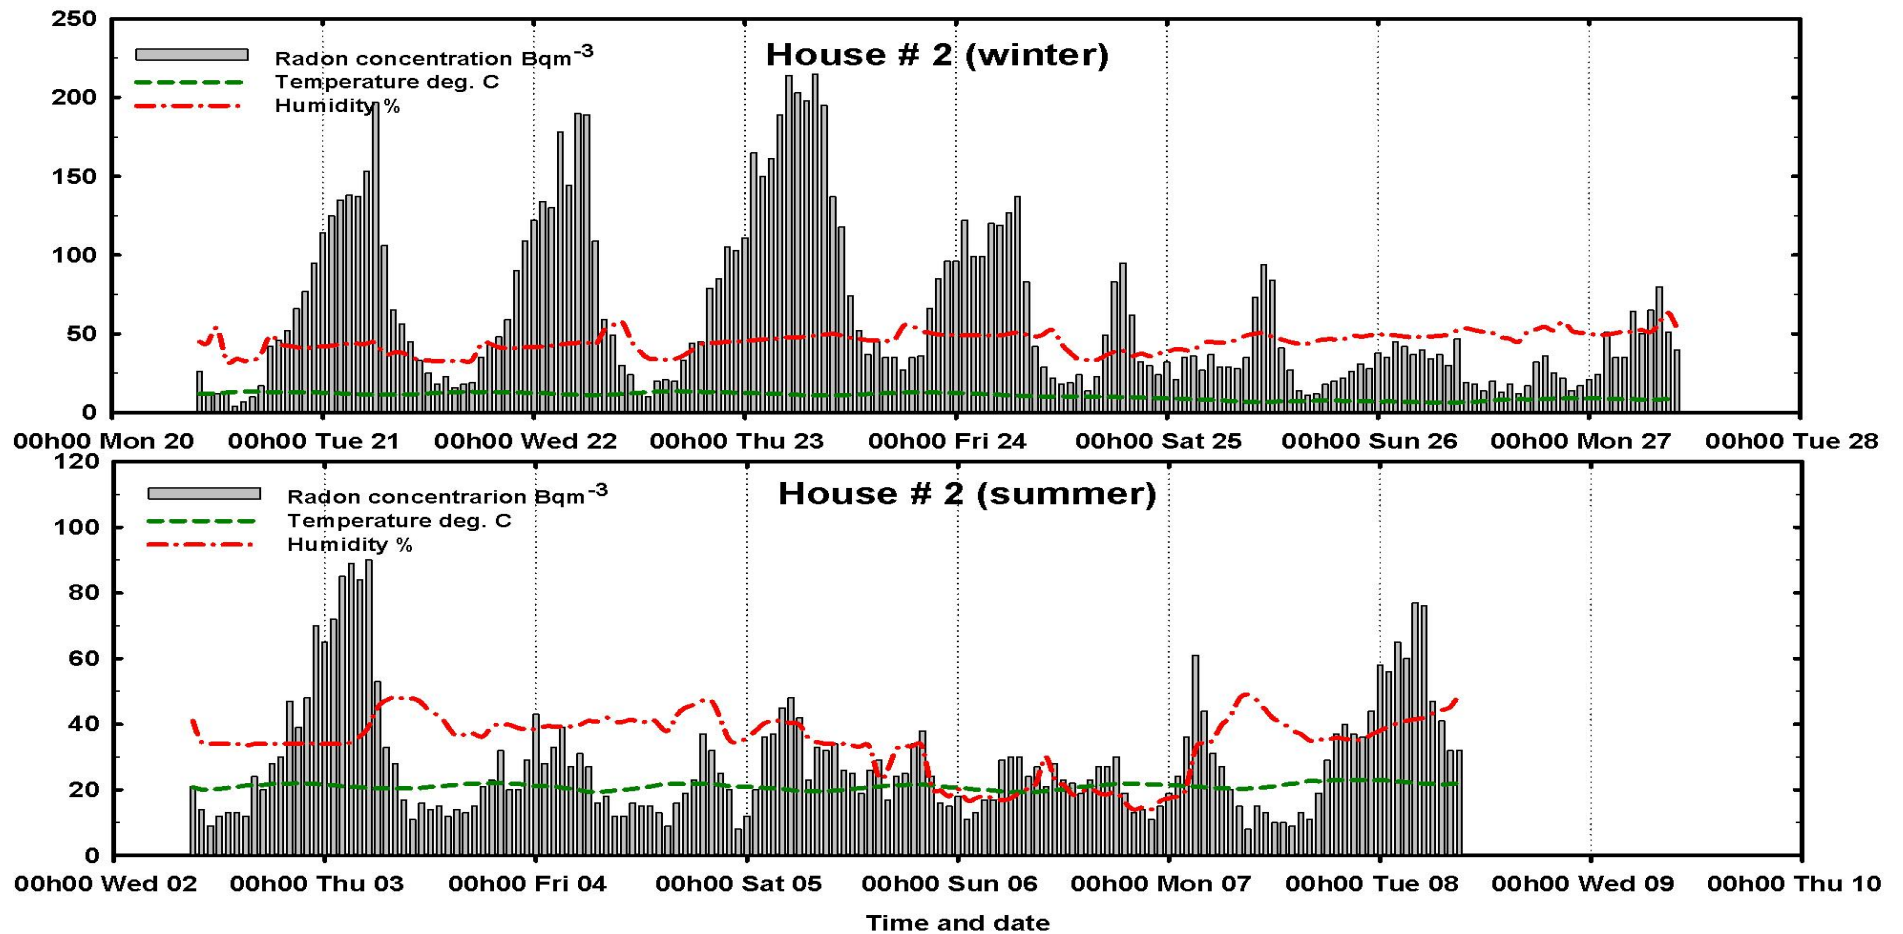 250
House # 2 (winter)
Radon concentration Bqm⁻³
Temperature deg. C
Humidity %
200
150
100
50
0
00h00 Mon 20 00h00 Tue 21 00h00 Wed 22 00h00 Thu 23 00h00 Fri 24 00h00 Sat 25 00h00 Sun 26 00h00 Mon 27 00h00 Tue 28
120
House # 2 (summer)
Radon concentrarion Bqm⁻³
Temperature deg. C
Humidity %
100
80
60
40
20
0
00h00 Wed 02 00h00 Thu 03 00h00 Fri 04 00h00 Sat 05 00h00 Sun 06 00h00 Mon 07 00h00 Tue 08 00h00 Wed 09 00h00 Thu 10
Time and date